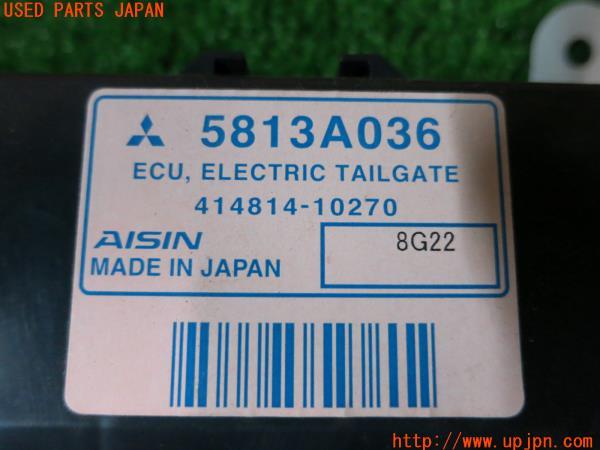 USED PARTS JAPAN
5813A036
ECU, ELECTRIC TAILGATE
414814-10270
AISIN
8G22
MADE IN JAPAN
http://www.upjpn.com/